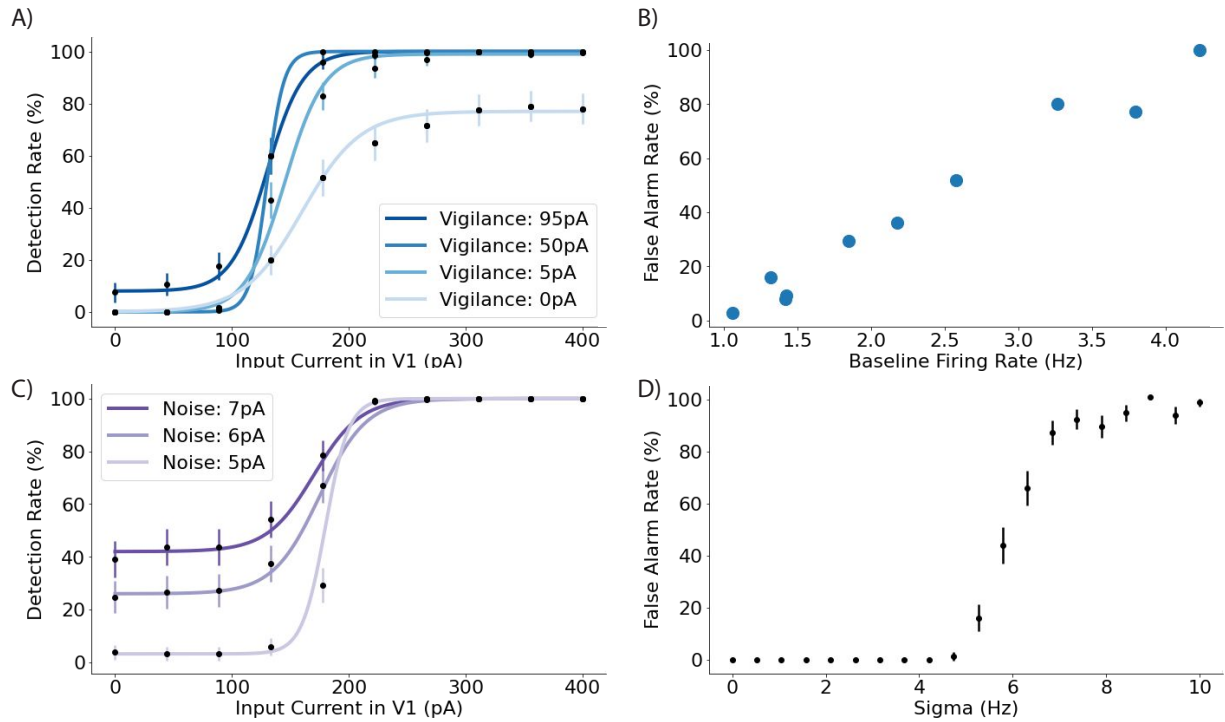 A)
100
80
60
40
20
0
Detection Rate (%)
Vigilance: 95pA
Vigilance: 50pA
Vigilance: 5pA
Vigilance: 0pA
0 100 200 300 400
Input Current in V1 (pA)
B)
100
80
60
40
20
0
False Alarm Rate (%)
1.0 1.5 2.0 2.5 3.0 3.5 4.0
Baseline Firing Rate (Hz)
C)
100
80
60
40
20
0
Detection Rate (%)
Noise: 7pA
Noise: 6pA
Noise: 5pA
0 100 200 300 400
Input Current in V1 (pA)
D)
100
80
60
40
20
0
False Alarm Rate (%)
0 2 4 6 8 10
Sigma (Hz)